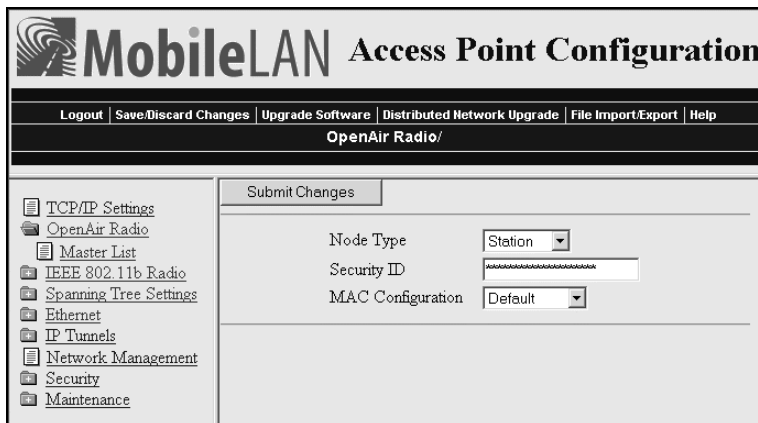 MobileLAN Access Point Configuration
Logout | Save/Discard Changes | Upgrade Software | Distributed Network Upgrade | File Import/Export | Help
OpenAir Radio/
TCP/IP Settings
OpenAir Radio
Master List
IEEE 802.11b Radio
Spanning Tree Settings
Ethernet
IP Tunnels
Network Management
Security
Maintenance
Submit Changes
Node Type Station
Security ID ********************
MAC Configuration Default